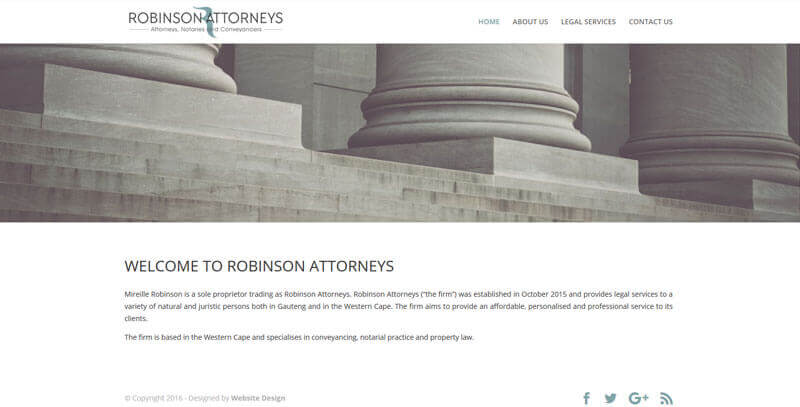 ROBINSON ATTORNEYS
Attorneys, Notaries and Conveyancers
HOME ABOUT US LEGAL SERVICES CONTACT US
WELCOME TO ROBINSON ATTORNEYS
Mireille Robinson is a sole proprietor trading as Robinson Attorneys. Robinson Attorneys (“the firm”) was established in October 2015 and provides legal services to a
variety of natural and juristic persons both in Gauteng and in the Western Cape. The firm aims to provide an affordable, personalised and professional service to its
clients.
The firm is based in the Western Cape and specialises in conveyancing, notarial practice and property law.
© Copyright 2016 - Designed by Website Design